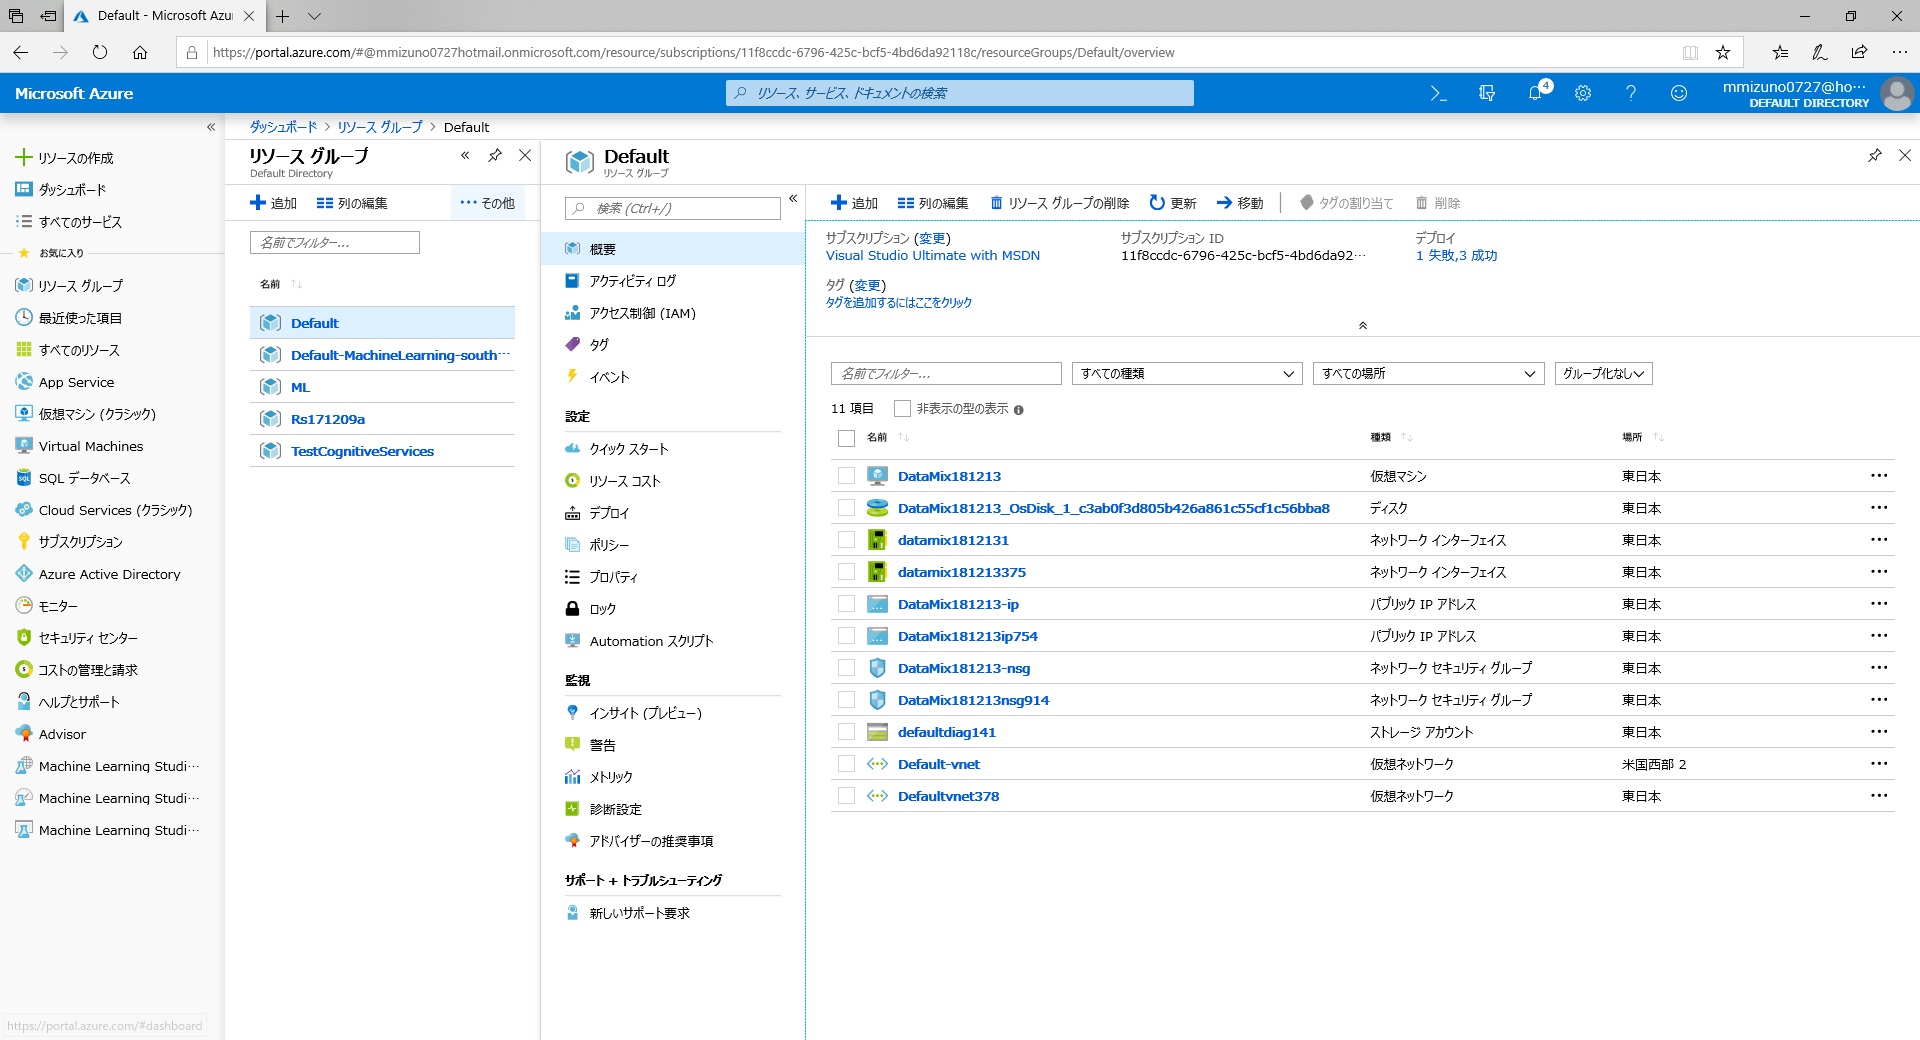 Default - Microsoft Azu
https://portal.azure.com/#@mmizuno0727hotmail.onmicrosoft.com/resource/subscriptions/11f8ccdc-6796-425c-bcf5-4bd6da92118c/resourceGroups/Default/overview
Microsoft Azure
リソース、サービス、ドキュメントの検索
4
mmizuno0727@ho···
DEFAULT DIRECTORY
リソースの作成
ダッシュボード
すべてのサービス
お気に入り
リソース グループ
最近使った項目
すべてのリソース
App Service
仮想マシン (クラシック)
Virtual Machines
SQL データベース
Cloud Services (クラシック)
サブスクリプション
Azure Active Directory
モニター
セキュリティ センター
コストの管理と請求
ヘルプとサポート
Advisor
Machine Learning Studi···
Machine Learning Studi···
Machine Learning Studi···
https://portal.azure.com/#dashboard
ダッシュボード > リソース グループ > Default
リソース グループ
Default Directory
追加 列の編集 ··· その他
名前でフィルター...
名前
Default
Default-MachineLearning-south···
ML
Rs171209a
TestCognitiveServices
Default
リソース グループ
検索 (Ctrl+/)
概要
アクティビティ ログ
アクセス制御 (IAM)
タグ
イベント
設定
クイック スタート
リソース コスト
デプロイ
ポリシー
プロパティ
ロック
Automation スクリプト
監視
インサイト (プレビュー)
警告
メトリック
診断設定
アドバイザーの推奨事項
サポート + トラブルシューティング
新しいサポート要求
追加 列の編集 リソース グループの削除 更新 移動 タグの割り当て 削除
サブスクリプション (変更) サブスクリプション ID デプロイ
Visual Studio Ultimate with MSDN 11f8ccdc-6796-425c-bcf5-4bd6da92··· 1 失敗,3 成功
タグ (変更)
タグを追加するにはここをクリック
名前でフィルター... すべての種類 すべての場所 グループ化なし
11 項目 非表示の型の表示
名前 種類 場所
DataMix181213 仮想マシン 東日本 ···
DataMix181213_OsDisk_1_c3ab0f3d805b426a861c55cf1c56bba8 ディスク 東日本 ···
datamix1812131 ネットワーク インターフェイス 東日本 ···
datamix181213375 ネットワーク インターフェイス 東日本 ···
DataMix181213-ip パブリック IP アドレス 東日本 ···
DataMix181213ip754 パブリック IP アドレス 東日本 ···
DataMix181213-nsg ネットワーク セキュリティ グループ 東日本 ···
DataMix181213nsg914 ネットワーク セキュリティ グループ 東日本 ···
defaultdiag141 ストレージ アカウント 東日本 ···
Default-vnet 仮想ネットワーク 米国西部 2 ···
Defaultvnet378 仮想ネットワーク 東日本 ···